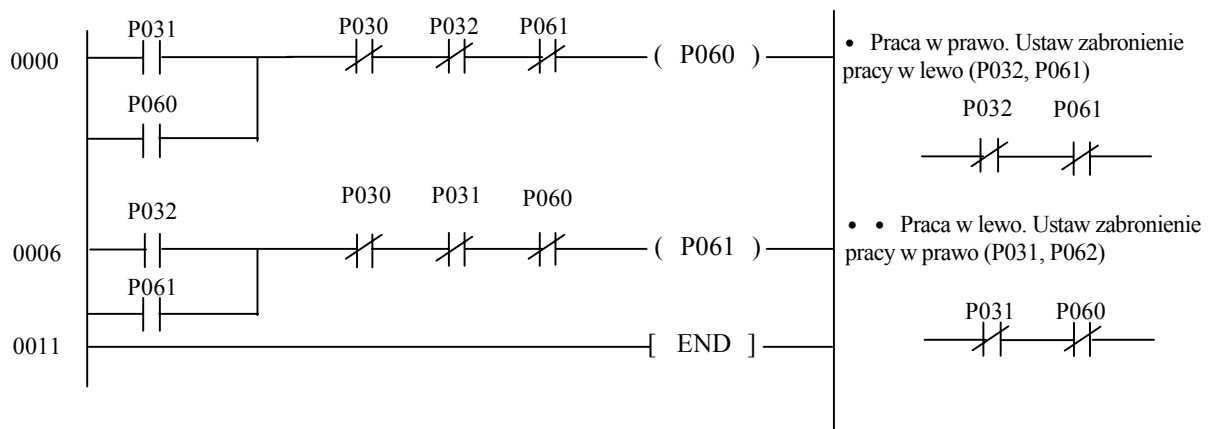 P031 P030 P032 P061
0000 ( P060 )
P060
P032 P030 P031 P060
0006 ( P061 )
P061
0011 [ END ]
• Praca w prawo. Ustaw zabronienie
pracy w lewo (P032, P061)
P032 P061
• • Praca w lewo. Ustaw zabronienie
pracy w prawo (P031, P062)
P031 P060